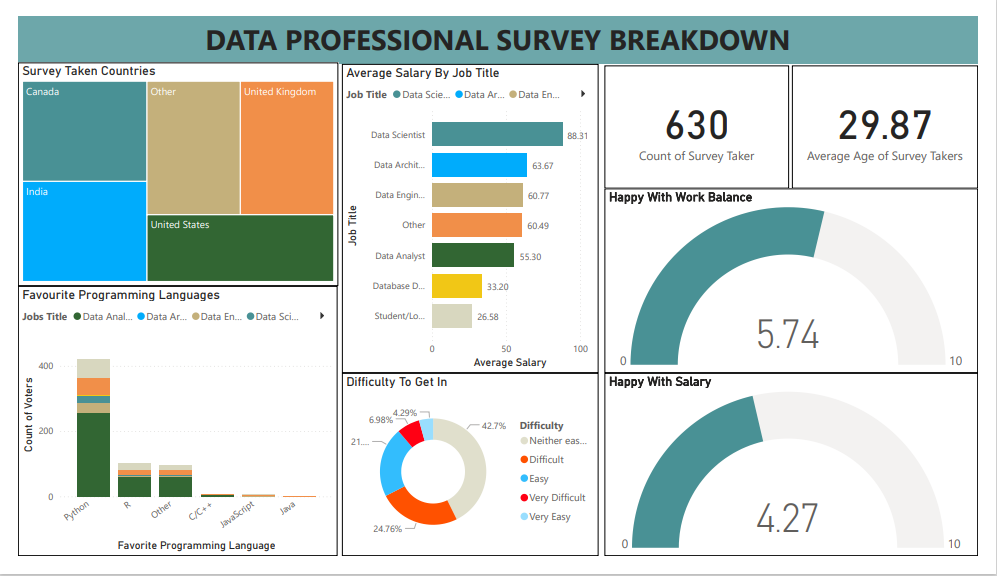 DATA PROFESSIONAL SURVEY BREAKDOWN
Survey Taken Countries
Canada
Other
United Kingdom
India
United States
Average Salary By Job Title
Job Title Data Scie... Data Ar... Data En...
Job Title
Data Scientist 88.31
Data Archit... 63.67
Data Engin... 60.77
Other 60.49
Data Analyst 55.30
Database D... 33.20
Student/Lo... 26.58
0 50 100
Average Salary
630
Count of Survey Taker
29.87
Average Age of Survey Takers
Happy With Work Balance
5.74
0 10
Favourite Programming Languages
Jobs Title Data Anal... Data Ar... Data En... Data Sci...
Count of Voters
400
200
0
Python R Other C/C++ JavaScript Java
Favorite Programming Language
Difficulty To Get In
4.29%
6.98%
42.7%
21....
24.76%
Difficulty
Neither eas...
Difficult
Easy
Very Difficult
Very Easy
Happy With Salary
4.27
0 10